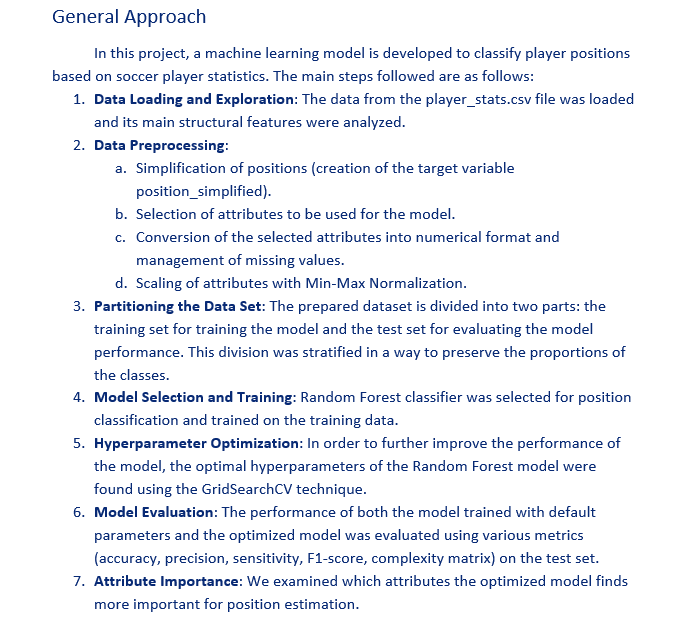 General Approach
In this project, a machine learning model is developed to classify player positions
based on soccer player statistics. The main steps followed are as follows:
1. Data Loading and Exploration: The data from the player_stats.csv file was loaded
and its main structural features were analyzed.
2. Data Preprocessing:
a. Simplification of positions (creation of the target variable
position_simplified).
b. Selection of attributes to be used for the model.
c. Conversion of the selected attributes into numerical format and
management of missing values.
d. Scaling of attributes with Min-Max Normalization.
3. Partitioning the Data Set: The prepared dataset is divided into two parts: the
training set for training the model and the test set for evaluating the model
performance. This division was stratified in a way to preserve the proportions of
the classes.
4. Model Selection and Training: Random Forest classifier was selected for position
classification and trained on the training data.
5. Hyperparameter Optimization: In order to further improve the performance of
the model, the optimal hyperparameters of the Random Forest model were
found using the GridSearchCV technique.
6. Model Evaluation: The performance of both the model trained with default
parameters and the optimized model was evaluated using various metrics
(accuracy, precision, sensitivity, F1-score, complexity matrix) on the test set.
7. Attribute Importance: We examined which attributes the optimized model finds
more important for position estimation.